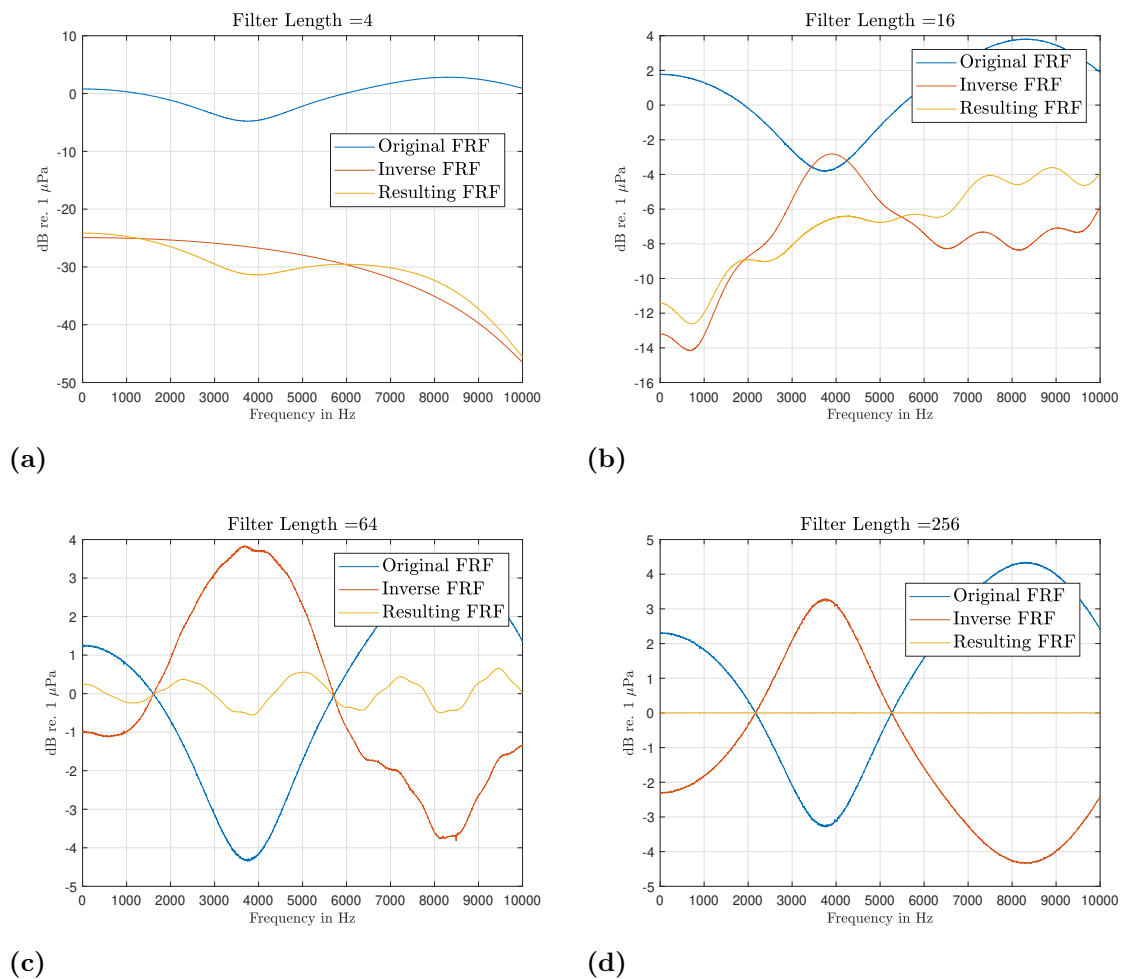 Filter Length =4
10
0
-10
-20
-30
-40
-50
dB re. 1 μPa
Original FRF
Inverse FRF
Resulting FRF
0 1000 2000 3000 4000 5000 6000 7000 8000 9000 10000
Frequency in Hz
(a)
Filter Length =16
4
2
0
-2
-4
-6
-8
-10
-12
-14
-16
dB re. 1 μPa
Original FRF
Inverse FRF
Resulting FRF
0 1000 2000 3000 4000 5000 6000 7000 8000 9000 10000
Frequency in Hz
(b)
Filter Length =64
4
3
2
1
0
-1
-2
-3
-4
-5
dB re. 1 μPa
Original FRF
Inverse FRF
Resulting FRF
0 1000 2000 3000 4000 5000 6000 7000 8000 9000 10000
Frequency in Hz
(c)
Filter Length =256
5
4
3
2
1
0
-1
-2
-3
-4
-5
dB re. 1 μPa
Original FRF
Inverse FRF
Resulting FRF
0 1000 2000 3000 4000 5000 6000 7000 8000 9000 10000
Frequency in Hz
(d)